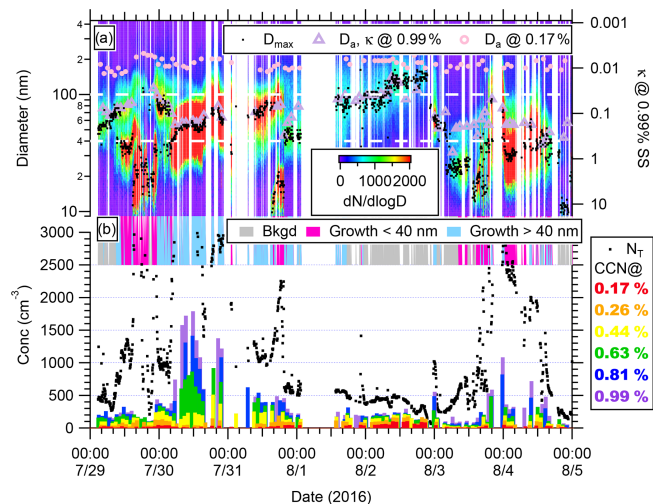 (a)
D_max D_a, κ @ 0.99% D_a @ 0.17%
4
2
100
8
6
4
2
10
Diameter (nm)
0.001
0.01
0.1
1
10
κ @ 0.99% SS
0 1000 2000
dN/dlogD
(b)
Bkgd Growth < 40 nm Growth > 40 nm
3000
2500
2000
1500
1000
500
0
Conc (cm⁻³)
N_T
CCN@
0.17 %
0.26 %
0.44 %
0.63 %
0.81 %
0.99 %
00:00 00:00 00:00 00:00 00:00 00:00 00:00 00:00
7/29 7/30 7/31 8/1 8/2 8/3 8/4 8/5
Date (2016)